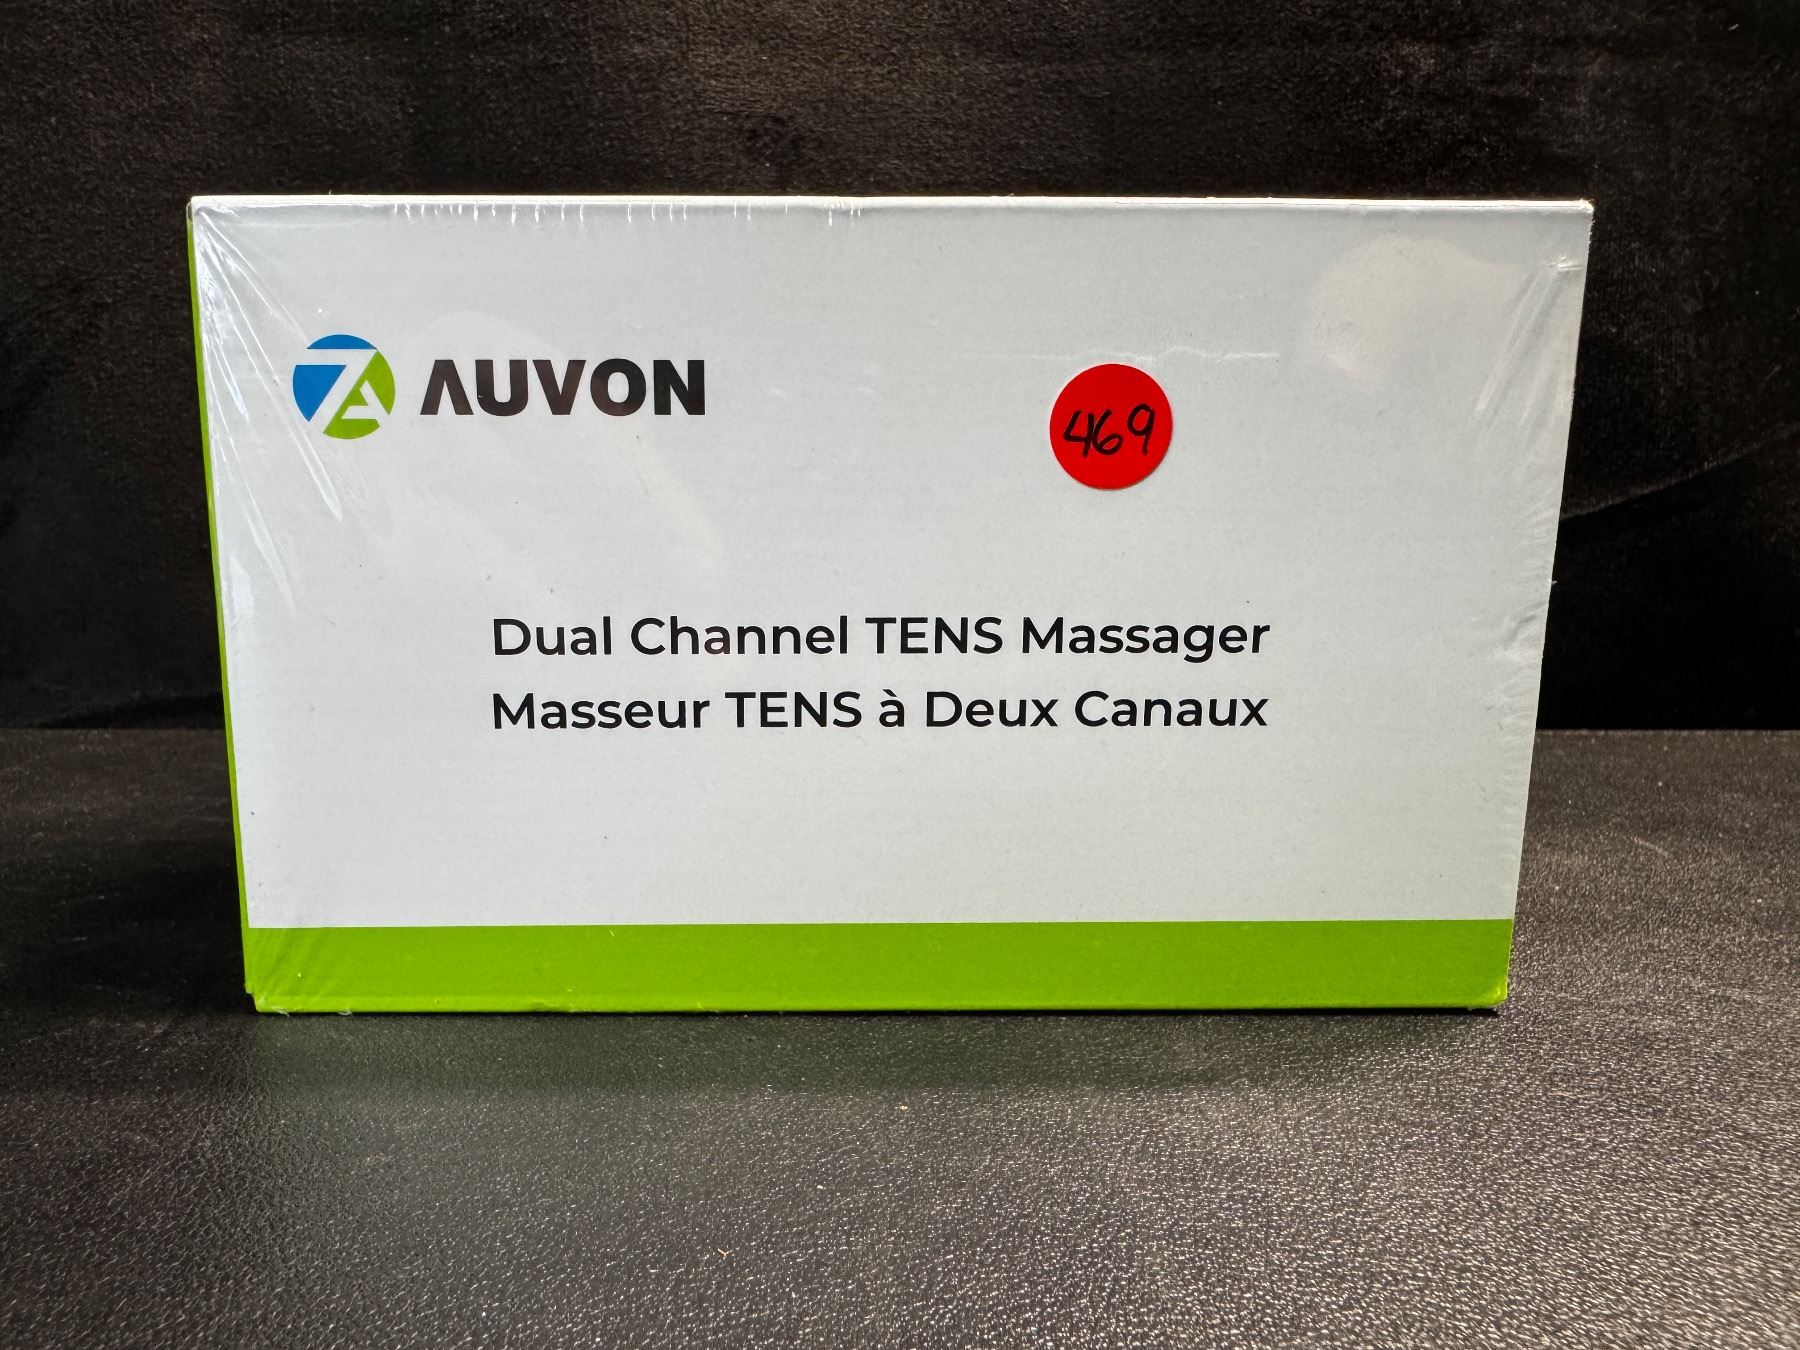 AUVON
469
Dual Channel TENS Massager
Masseur TENS à Deux Canaux